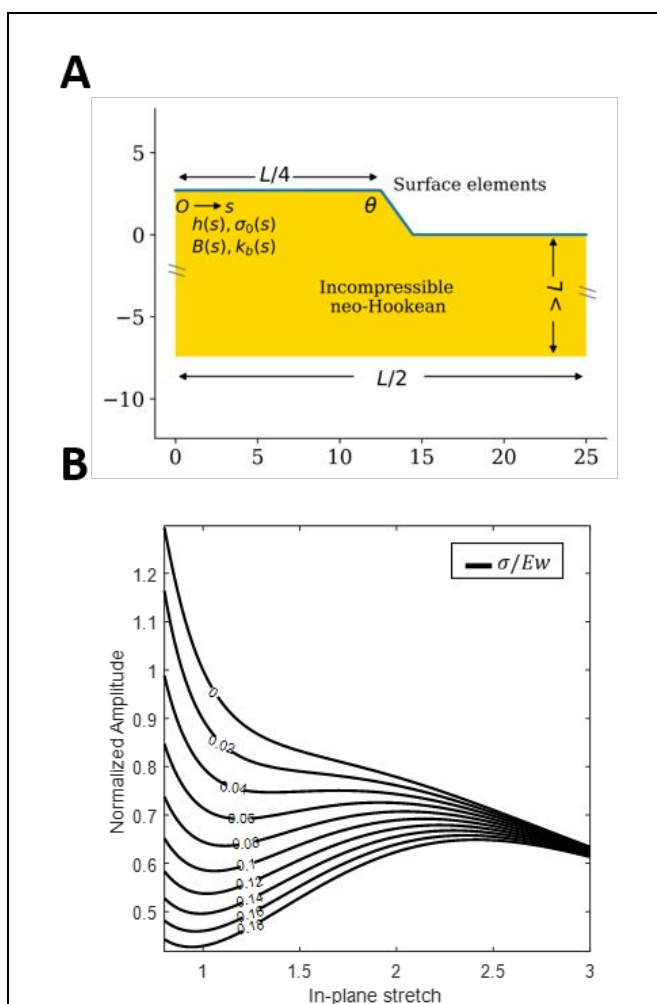 A
5
0
−5
−10
L/4
Surface elements
O → s
θ
h(s), σ₀(s)
B(s), k_b(s)
Incompressible
neo-Hookean
> L
L/2
0 5 10 15 20 25
B
Normalized Amplitude
1.2
1.1
1
0.9
0.8
0.7
0.6
0.5
σ/Ew
0
0.02
0.04
0.06
0.08
0.1
0.12
0.14
0.16
0.18
1 1.5 2 2.5 3
In-plane stretch